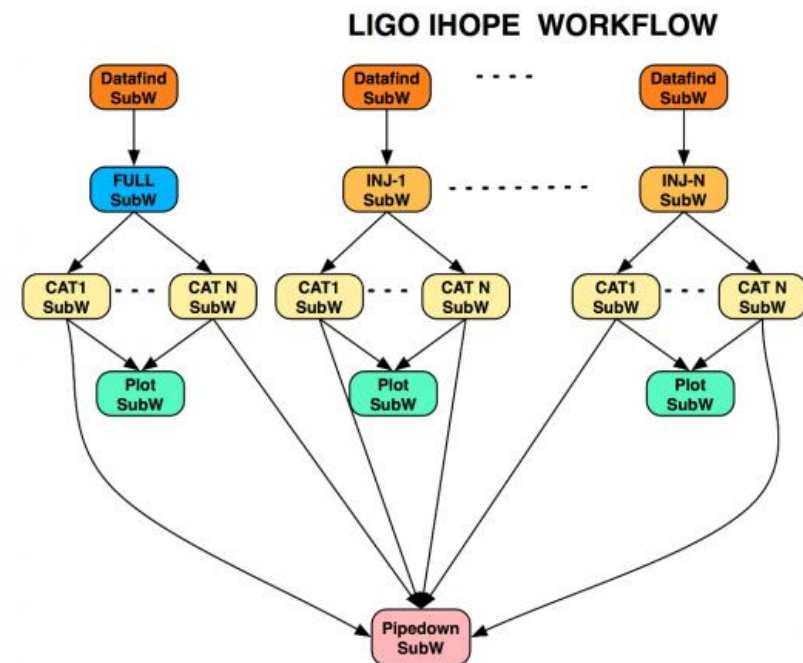 LIGO IHOPE WORKFLOW
Datafind
SubW
Datafind
SubW
Datafind
SubW
FULL
SubW
INJ-1
SubW
INJ-N
SubW
CAT1
SubW
CAT N
SubW
CAT1
SubW
CAT N
SubW
CAT1
SubW
CAT N
SubW
Plot
SubW
Plot
SubW
Plot
SubW
Pipedown
SubW